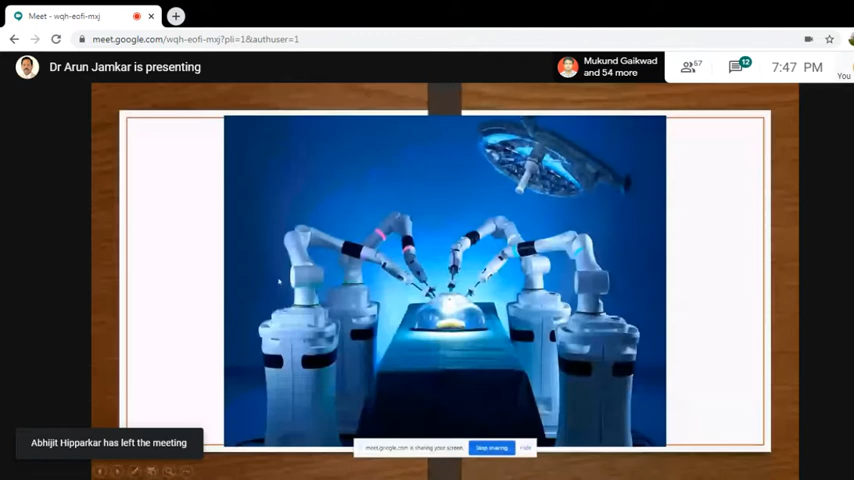 Meet - wqh-eofi-mxj
meet.google.com/wqh-eofi-mxj?pli=1&authuser=1
Dr Arun Jamkar is presenting
Mukund Gaikwad
and 54 more
57
12
7:47 PM
You
Abhijit Hipparkar has left the meeting
meet.google.com is sharing your screen.
Stop sharing
Hide